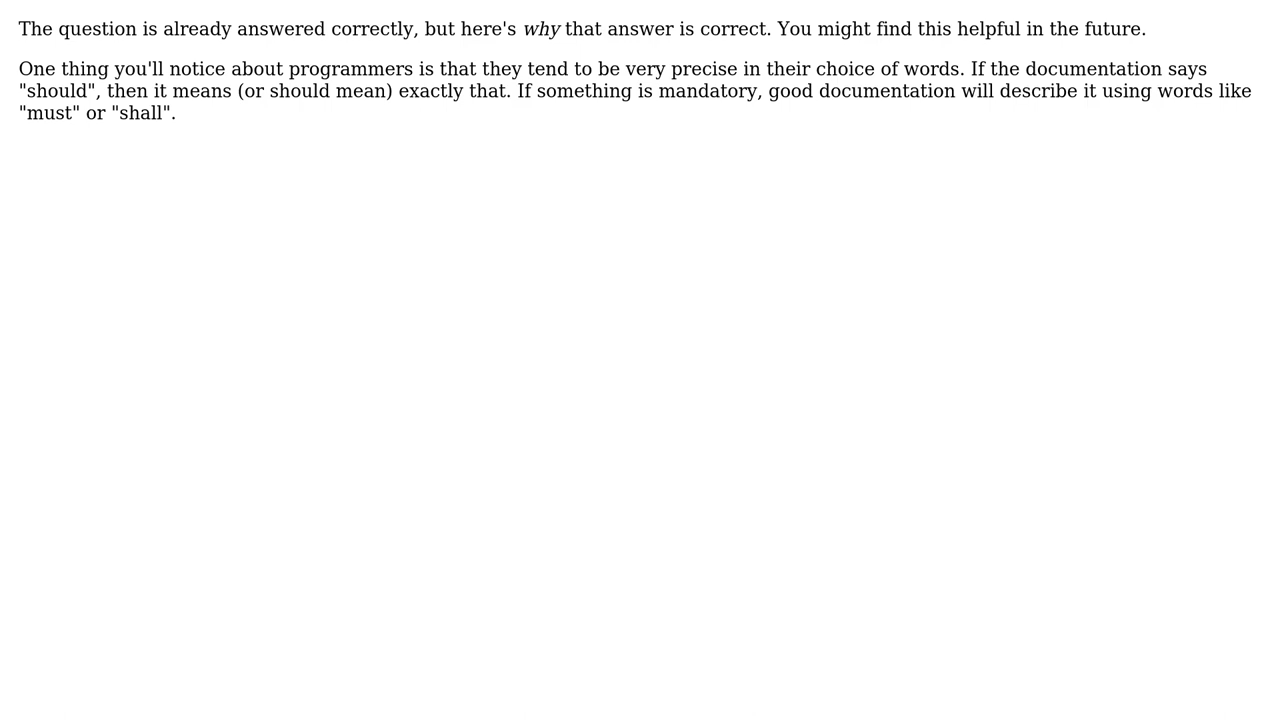 The question is already answered correctly, but here's why that answer is correct. You might find this helpful in the future.
One thing you'll notice about programmers is that they tend to be very precise in their choice of words. If the documentation says
"should", then it means (or should mean) exactly that. If something is mandatory, good documentation will describe it using words like
"must" or "shall".